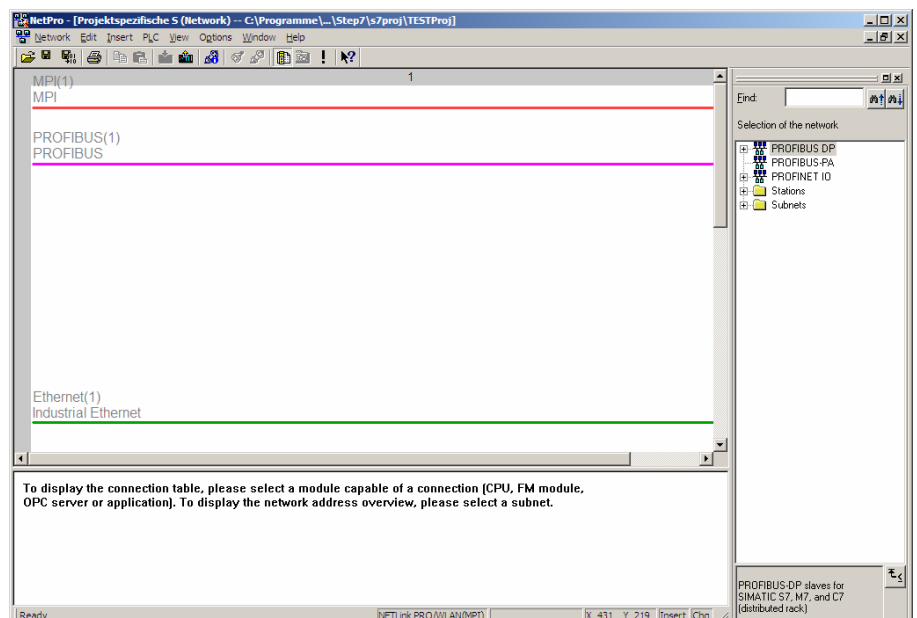 NetPro - [Projektspezifische S (Network) -- C:\Programme\...\Step7\s7proj\TESTProj]
Network Edit Insert PLC View Options Window Help
1
MPI(1)
MPI
PROFIBUS(1)
PROFIBUS
Ethernet(1)
Industrial Ethernet
Find:
Selection of the network
PROFIBUS DP
PROFIBUS-PA
PROFINET IO
Stations
Subnets
To display the connection table, please select a module capable of a connection (CPU, FM module,
OPC server or application). To display the network address overview, please select a subnet.
PROFIBUS-DP slaves for
SIMATIC S7, M7, and C7
(distributed rack)
Ready
NETLink PRO/WLAN(MPI)
X 431 Y 219
Insert
Chg